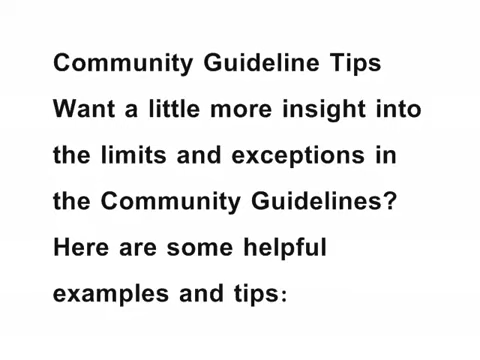 Community Guideline Tips
Want a little more insight into
the limits and exceptions in
the Community Guidelines?
Here are some helpful
examples and tips: